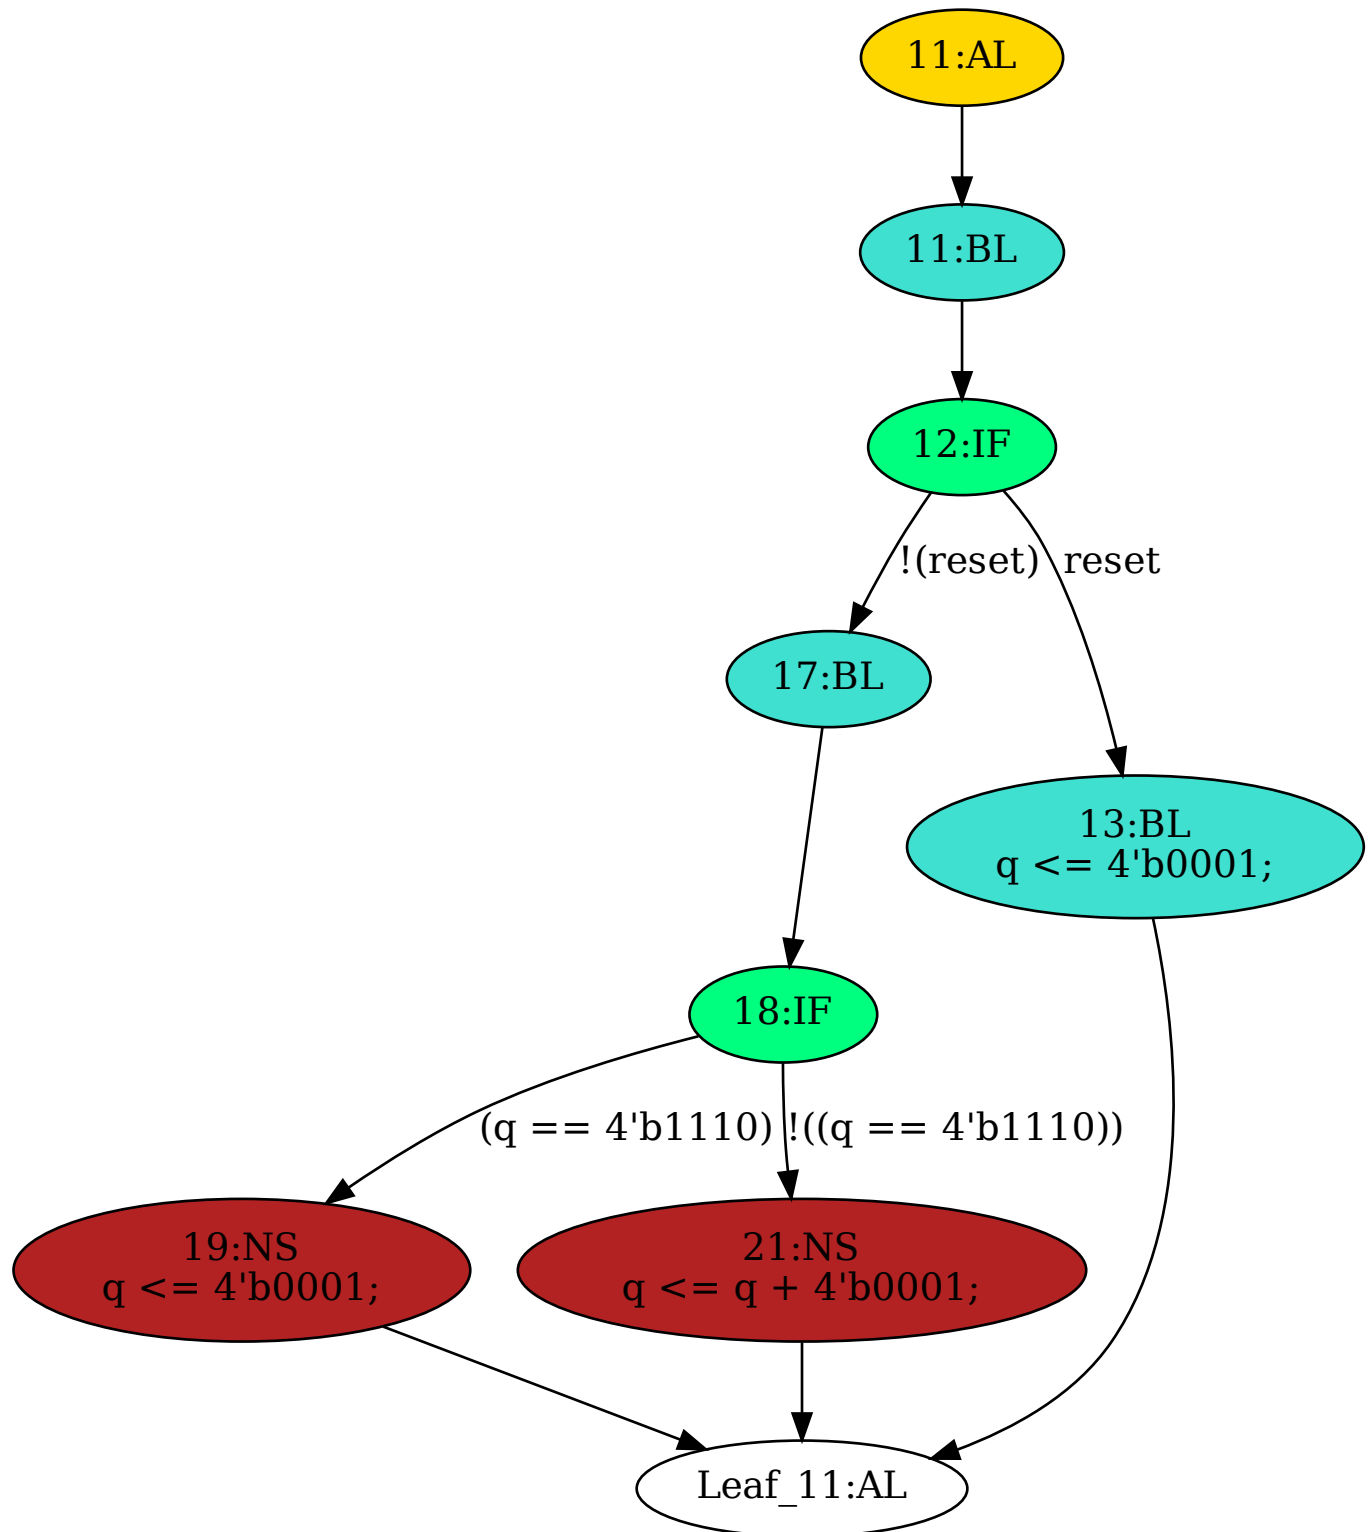 11:AL
11:BL
12:IF
!(reset)
reset
17:BL
13:BL
q <= 4'b0001;
18:IF
(q == 4'b1110)
!((q == 4'b1110))
19:NS
q <= 4'b0001;
21:NS
q <= q + 4'b0001;
Leaf_11:AL